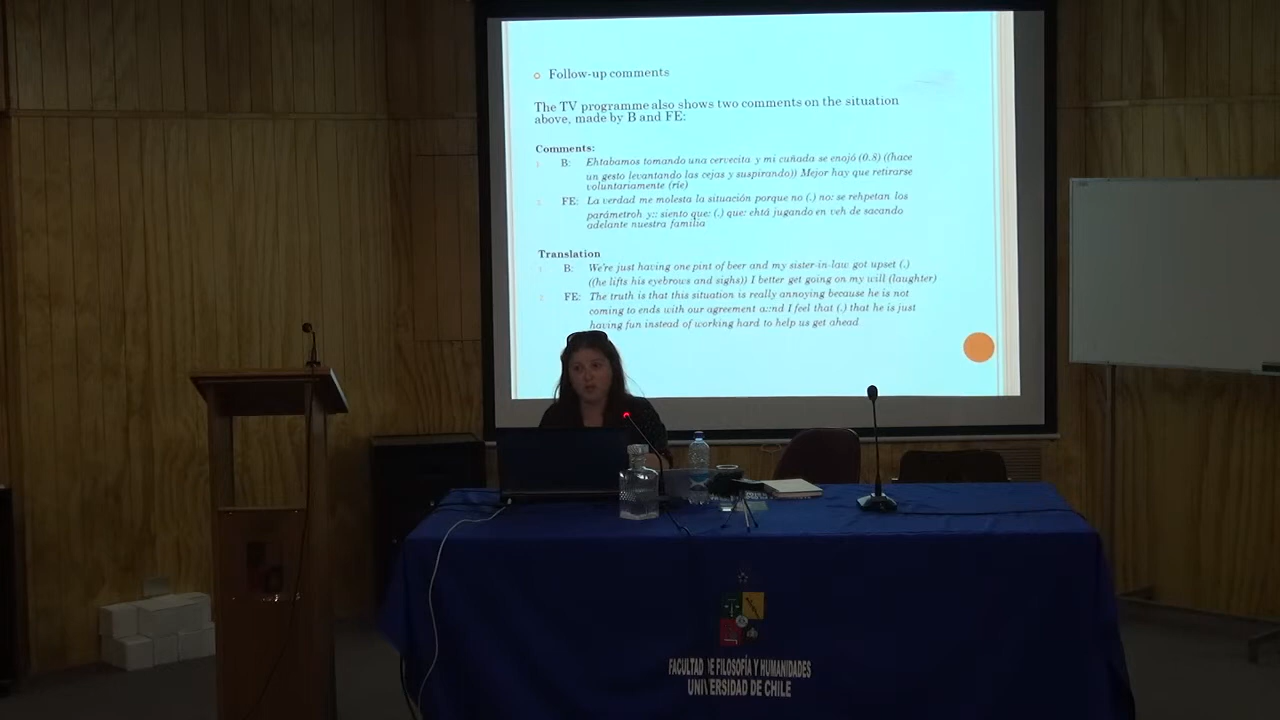 Follow-up comments
The TV programme also shows two comments on the situation
above, made by B and FE:
Comments:
1. B: Ehtabamos tomando una cervecita y mi cuñada se enojó (0.8) ((hace
un gesto levantando las cejas y suspirando)) Mejor hay que retirarse
voluntariamente (ríe)
2. FE: La verdad me molesta la situación porque no (.) no: se rehpetan los
parámetroh y:: siento que: (.) que: ehtá jugando en veh de sacando
adelante nuestra familia
Translation
1. B: We're just having one pint of beer and my sister-in-law got upset (.)
((he lifts his eyebrows and sighs)) I better get going on my will (laughter)
2. FE: The truth is that this situation is really annoying because he is not
coming to ends with our agreement a::nd I feel that (.) that he is just
having fun instead of working hard to help us get ahead
FACULTAD DE FILOSOFÍA Y HUMANIDADES
UNIVERSIDAD DE CHILE